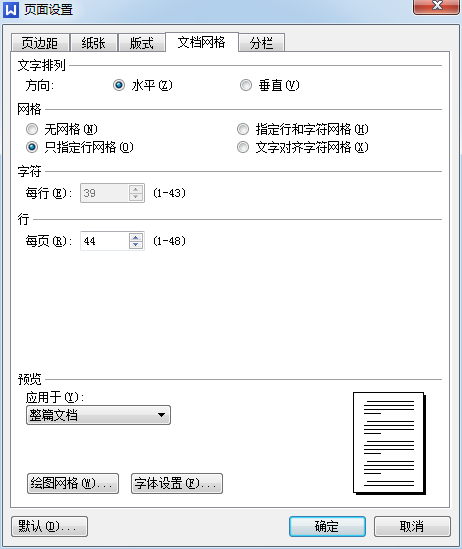 页面设置
页边距 纸张 版式 文档网格 分栏
文字排列
方向: 水平(Z) 垂直(V)
网格
无网格(N) 指定行和字符网格(H)
只指定行网格(O) 文字对齐字符网格(X)
字符
每行(E): 39 (1-43)
行
每页(R): 44 (1-48)
预览
应用于(Y):
整篇文档
绘图网格(W)... 字体设置(F)...
默认(D)... 确定 取消